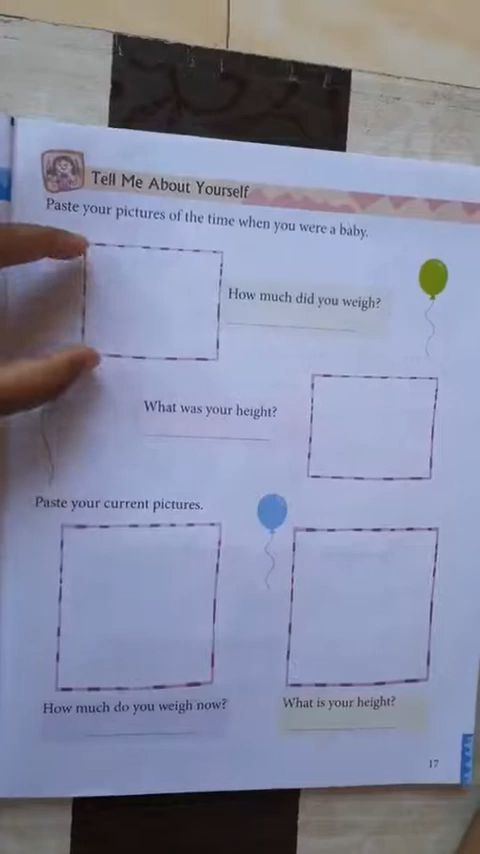 Tell Me About Yourself
Paste your pictures of the time when you were a baby.
How much did you weigh?
What was your height?
Paste your current pictures.
How much do you weigh now?
What is your height?
17